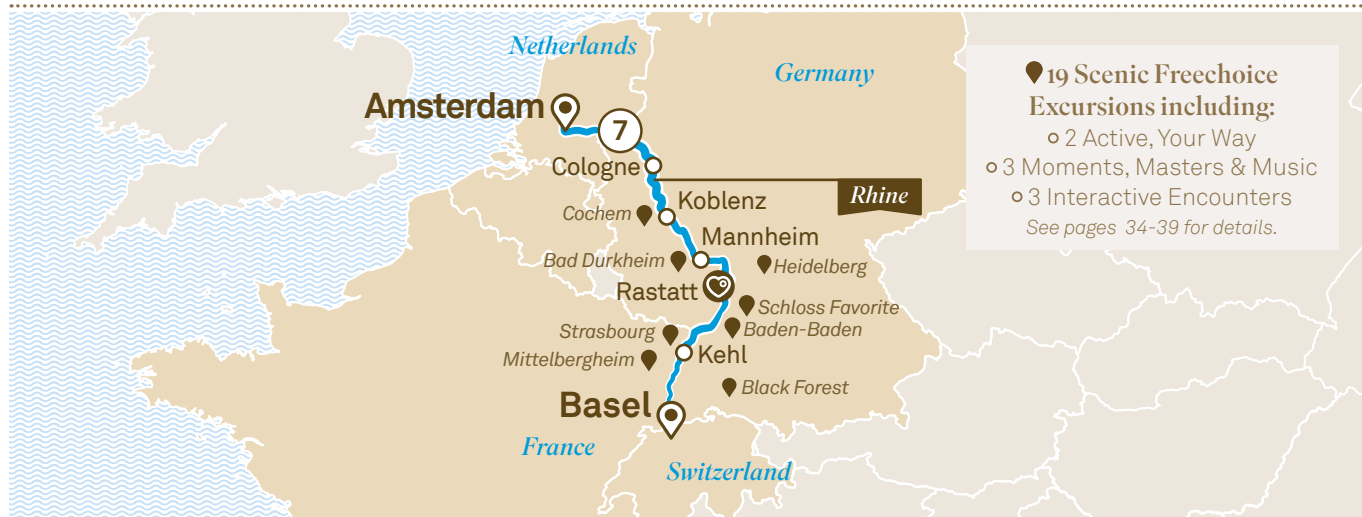 Netherlands
Germany
Amsterdam
7
Cologne
Rhine
Cochem
Koblenz
Mannheim
Bad Durkheim
Heidelberg
Rastatt
Schloss Favorite
Strasbourg
Baden-Baden
Mittelbergheim
Kehl
Black Forest
Basel
France
Switzerland
19 Scenic Freechoice
Excursions including:
2 Active, Your Way
3 Moments, Masters & Music
3 Interactive Encounters
See pages 34-39 for details.